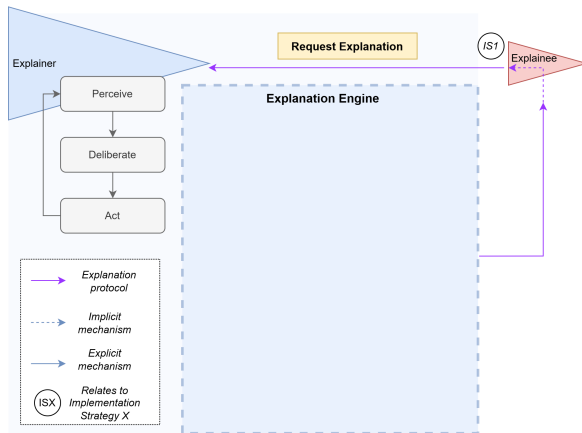 Request Explanation
IS1
Explainer
Explainee
Perceive
Explanation Engine
Deliberate
Act
Explanation
protocol
Implicit
mechanism
Explicit
mechanism
ISX
Relates to
Implementation
Strategy X